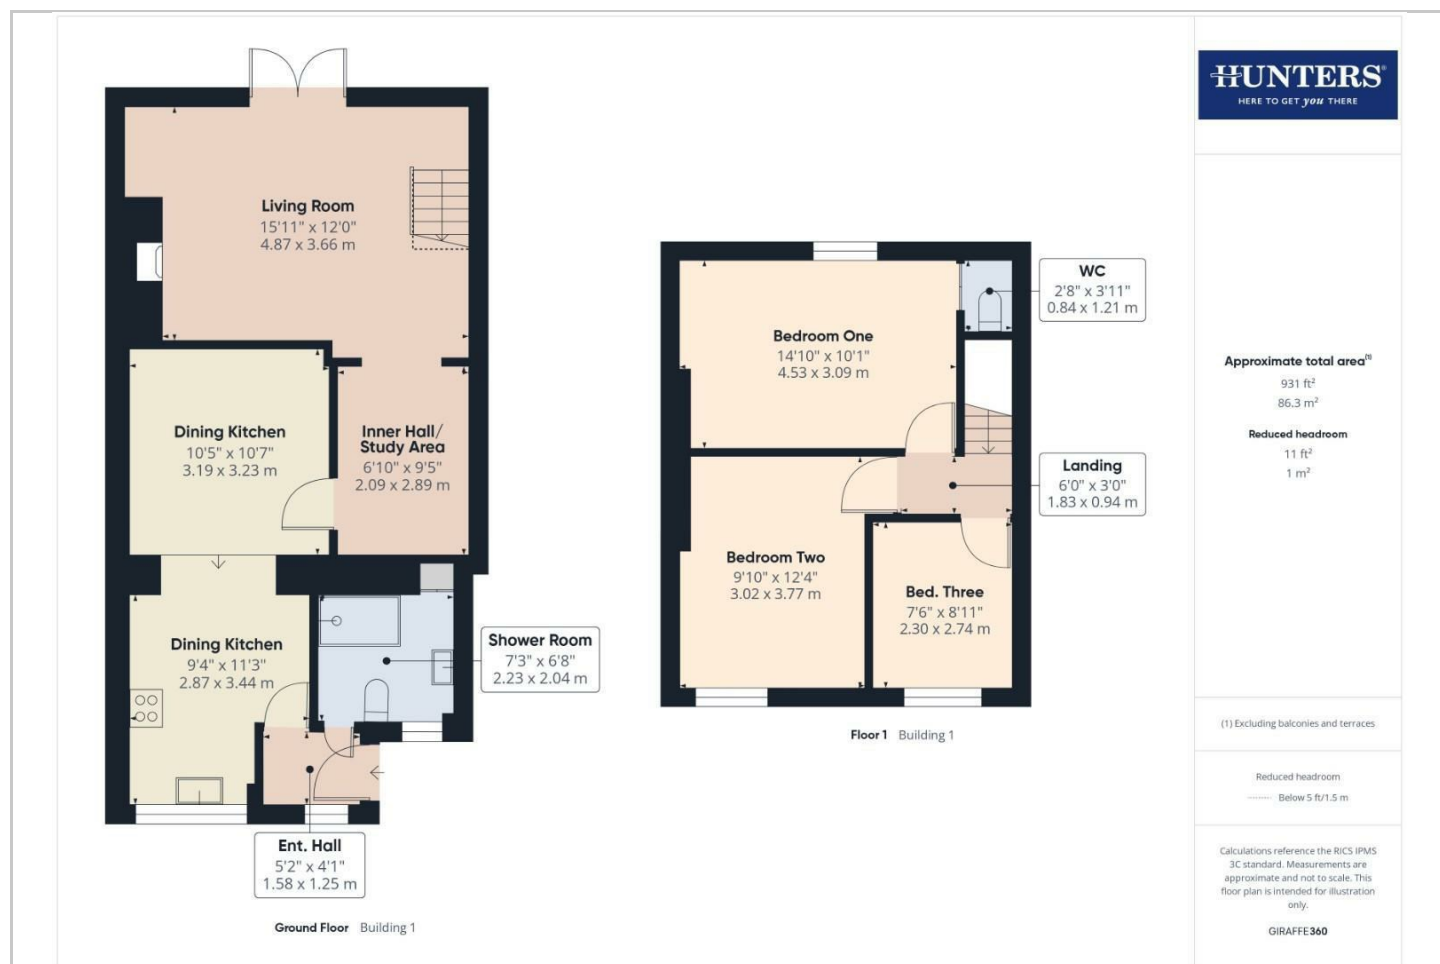 Living Room
15'11" x 12'0"
4.87 x 3.66 m
Dining Kitchen
10'5" x 10'7"
3.19 x 3.23 m
Inner Hall/
Study Area
6'10" x 9'5"
2.09 x 2.89 m
Dining Kitchen
9'4" x 11'3"
2.87 x 3.44 m
Shower Room
7'3" x 6'8"
2.23 x 2.04 m
Ent. Hall
5'2" x 4'1"
1.58 x 1.25 m
Ground Floor Building 1
Bedroom One
14'10" x 10'1"
4.53 x 3.09 m
WC
2'8" x 3'11"
0.84 x 1.21 m
Landing
6'0" x 3'0"
1.83 x 0.94 m
Bedroom Two
9'10" x 12'4"
3.02 x 3.77 m
Bed. Three
7'6" x 8'11"
2.30 x 2.74 m
Floor 1 Building 1
HUNTERS®
HERE TO GET you THERE
Approximate total area(1)
931 ft²
86.3 m²
Reduced headroom
11 ft²
1 m²
(1) Excluding balconies and terraces
Reduced headroom
Below 5 ft/1.5 m
Calculations reference the RICS IPMS
3C standard. Measurements are
approximate and not to scale. This
floor plan is intended for illustration
only.
GIRAFFE360